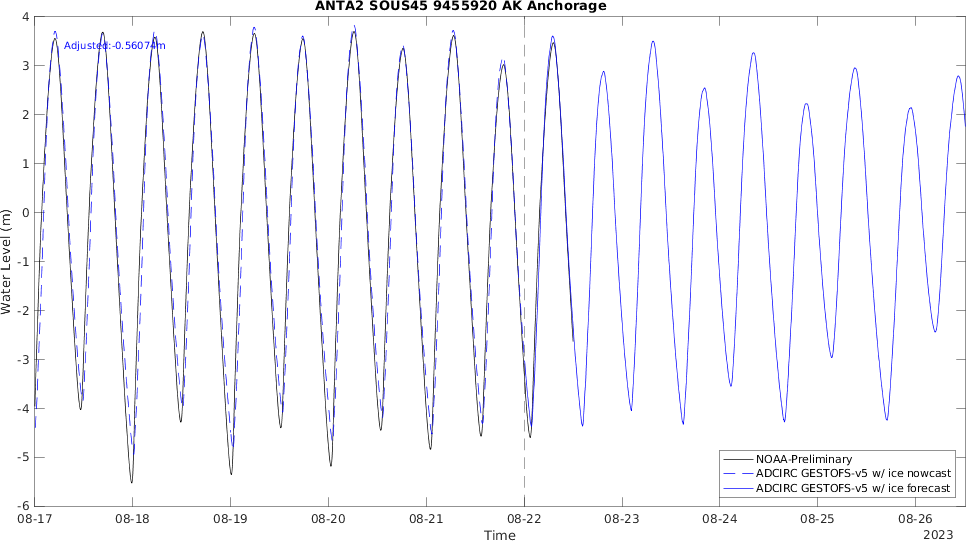 ANTA2 SOUS45 9455920 AK Anchorage
Adjusted:-0.56074m
4
3
2
1
0
-1
-2
-3
-4
-5
-6
Water Level (m)
NOAA-Preliminary
ADCIRC GESTOFS-v5 w/ ice nowcast
ADCIRC GESTOFS-v5 w/ ice forecast
08-17 08-18 08-19 08-20 08-21 08-22 08-23 08-24 08-25 08-26
Time
2023